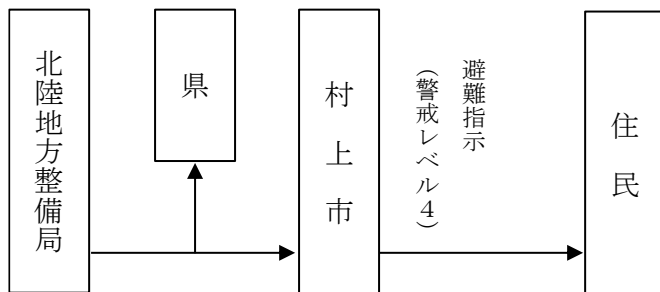 北陸地方整備局
県
村上市
避難指示
（警戒レベル４）
住民